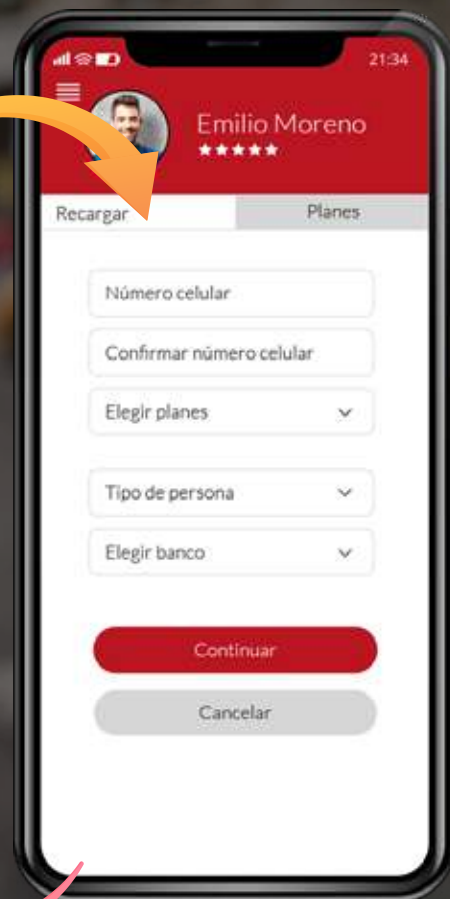 21:34
Emilio Moreno
Recargar
Planes
Número celular
Confirmar número celular
Elegir planes
Tipo de persona
Elegir banco
Continuar
Cancelar